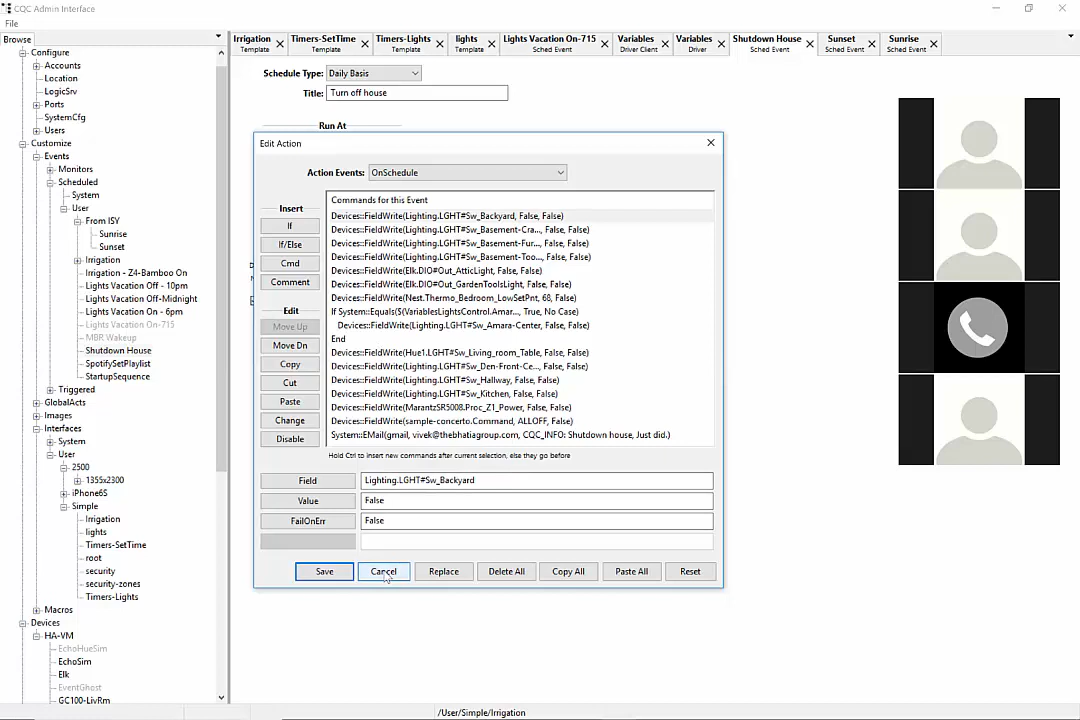 CQC Admin Interface
File
Browse
Configure
Accounts
Location
LogicSrv
Ports
SystemCfg
Users
Customize
Events
Monitors
Scheduled
System
User
From ISY
Sunrise
Sunset
Irrigation
Irrigation - Z4-Bamboo On
Lights Vacation Off - 10pm
Lights Vacation Off-Midnight
Lights Vacation On - 6pm
Lights Vacation On-715
MBR Wakeup
Shutdown House
SpotifySetPlaylist
StartupSequence
Triggered
GlobalActs
Images
Interfaces
System
User
2500
1355x2300
iPhone6S
Simple
Irrigation
lights
Timers-SetTime
root
security
security-zones
Timers-Lights
Macros
Devices
HA-VM
EchoHueSim
EchoSim
Elk
EventGhost
GC100-LivRm
Irrigation Template
Timers-SetTime Template
Timers-Lights Template
lights Template
Lights Vacation On-715 Sched Event
Variables Driver Client
Variables Driver
Shutdown House Sched Event
Sunset Sched Event
Sunrise Sched Event
Schedule Type: Daily Basis
Title: Turn off house
Run At
Edit Action
Action Events: OnSchedule
Insert
If
If/Else
Cmd
Comment
Edit
Move Up
Move Dn
Copy
Cut
Paste
Change
Disable
Commands for this Event
Devices::FieldWrite(Lighting.LGHT#Sw_Backyard, False, False)
Devices::FieldWrite(Lighting.LGHT#Sw_Basement-Cra..., False, False)
Devices::FieldWrite(Lighting.LGHT#Sw_Basement-Fur..., False, False)
Devices::FieldWrite(Lighting.LGHT#Sw_Basement-Too..., False, False)
Devices::FieldWrite(Elk.DIO#Out_AtticLight, False, False)
Devices::FieldWrite(Elk.DIO#Out_GardenToolsLight, False, False)
Devices::FieldWrite(Nest.Thermo_Bedroom_LowSetPnt, 68, False)
If System::Equals($(VariablesLightsControl.Amar..., True, No Case)
Devices::FieldWrite(Lighting.LGHT#Sw_Amara-Center, False, False)
End
Devices::FieldWrite(Hue1.LGHT#Sw_Living_room_Table, False, False)
Devices::FieldWrite(Lighting.LGHT#Sw_Den-Front-Ce..., False, False)
Devices::FieldWrite(Lighting.LGHT#Sw_Hallway, False, False)
Devices::FieldWrite(Lighting.LGHT#Sw_Kitchen, False, False)
Devices::FieldWrite(MarantzSR5008.Proc_Z1_Power, False, False)
Devices::FieldWrite(sample-concerto.Command, ALLOFF, False)
System::EMail(gmail, vivek@thebhatiagroup.com, CQC_INFO: Shutdown house, Just did.)
Hold Ctrl to insert new commands after current selection, else they go before
Field Lighting.LGHT#Sw_Backyard
Value False
FailOnErr False
Save Cancel Replace Delete All Copy All Paste All Reset
/User/Simple/Irrigation